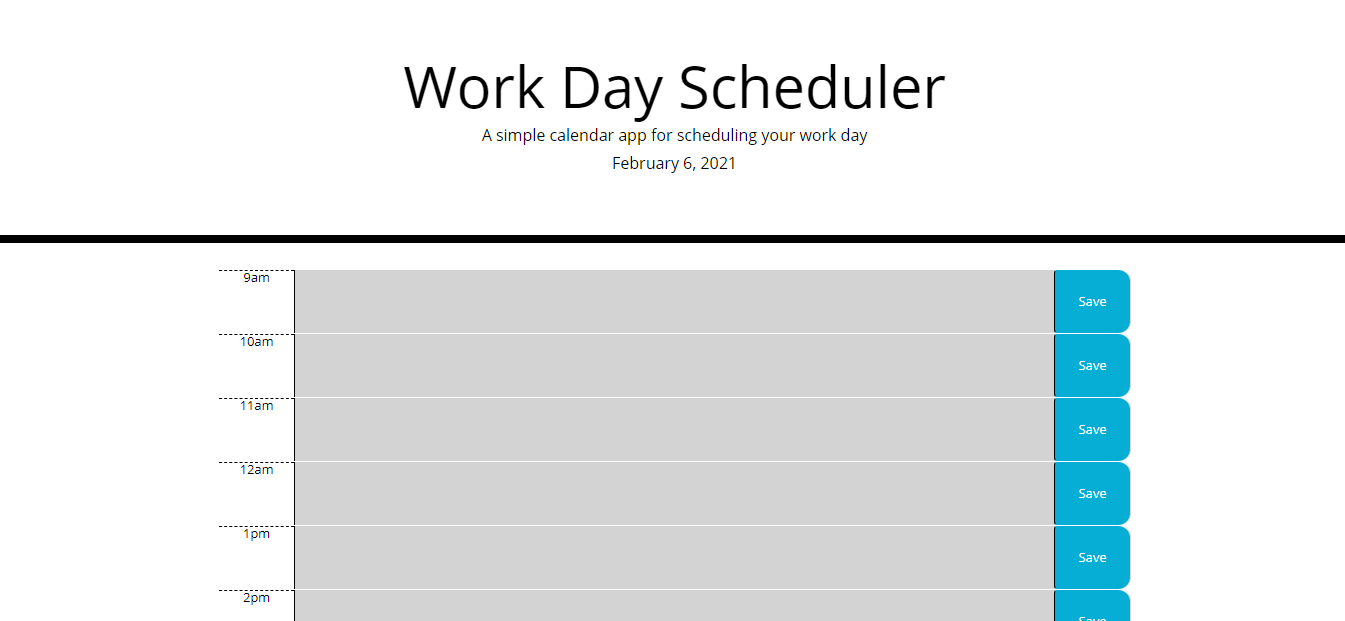 Work Day Scheduler
A simple calendar app for scheduling your work day
February 6, 2021
9am
Save
10am
Save
11am
Save
12am
Save
1pm
Save
2pm
Save